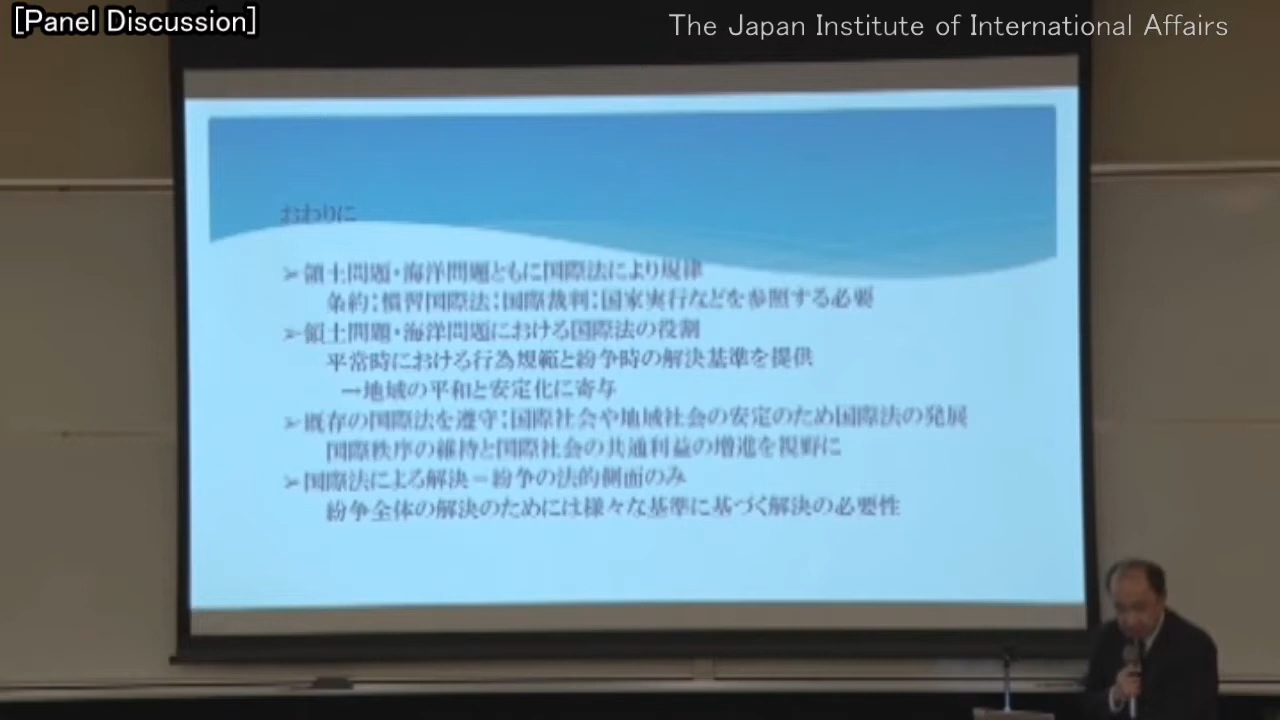 [Panel Discussion]
The Japan Institute of International Affairs
おわりに
➢領土問題・海洋問題ともに国際法により規律
条約;慣習国際法;国際裁判;国家実行などを参照する必要
➢領土問題・海洋問題における国際法の役割
平常時における行為規範と紛争時の解決基準を提供
→地域の平和と安定化に寄与
➢既存の国際法を遵守;国際社会や地域社会の安定のため国際法の発展
国際秩序の維持と国際社会の共通利益の増進を視野に
➢国際法による解決=紛争の法的側面のみ
紛争全体の解決のためには様々な基準に基づく解決の必要性